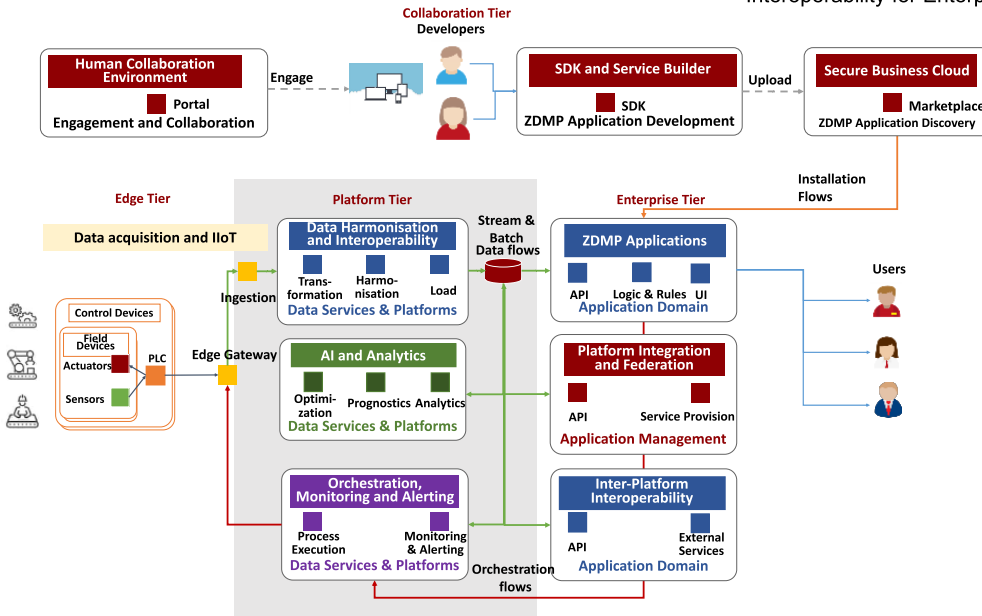 Interoperability for Enterp
Collaboration Tier
Developers
Human Collaboration
Environment
Portal
Engagement and Collaboration
Engage
SDK and Service Builder
SDK
ZDMP Application Development
Upload
Secure Business Cloud
Marketplace
ZDMP Application Discovery
Installation
Flows
Edge Tier
Platform Tier
Enterprise Tier
Data acquisition and IIoT
Data Harmonisation
and Interoperability
Trans-
formation
Harmo-
nisation
Load
Data Services & Platforms
Stream &
Batch
Data flows
ZDMP Applications
API
Logic & Rules
UI
Application Domain
Users
Ingestion
Control Devices
Field
Devices
Actuators
Sensors
PLC
Edge Gateway
AI and Analytics
Optimi-
zation
Prognostics
Analytics
Data Services & Platforms
Platform Integration
and Federation
API
Service Provision
Application Management
Orchestration,
Monitoring and Alerting
Process
Execution
Monitoring
& Alerting
Data Services & Platforms
Inter-Platform
Interoperability
API
External
Services
Application Domain
Orchestration
flows